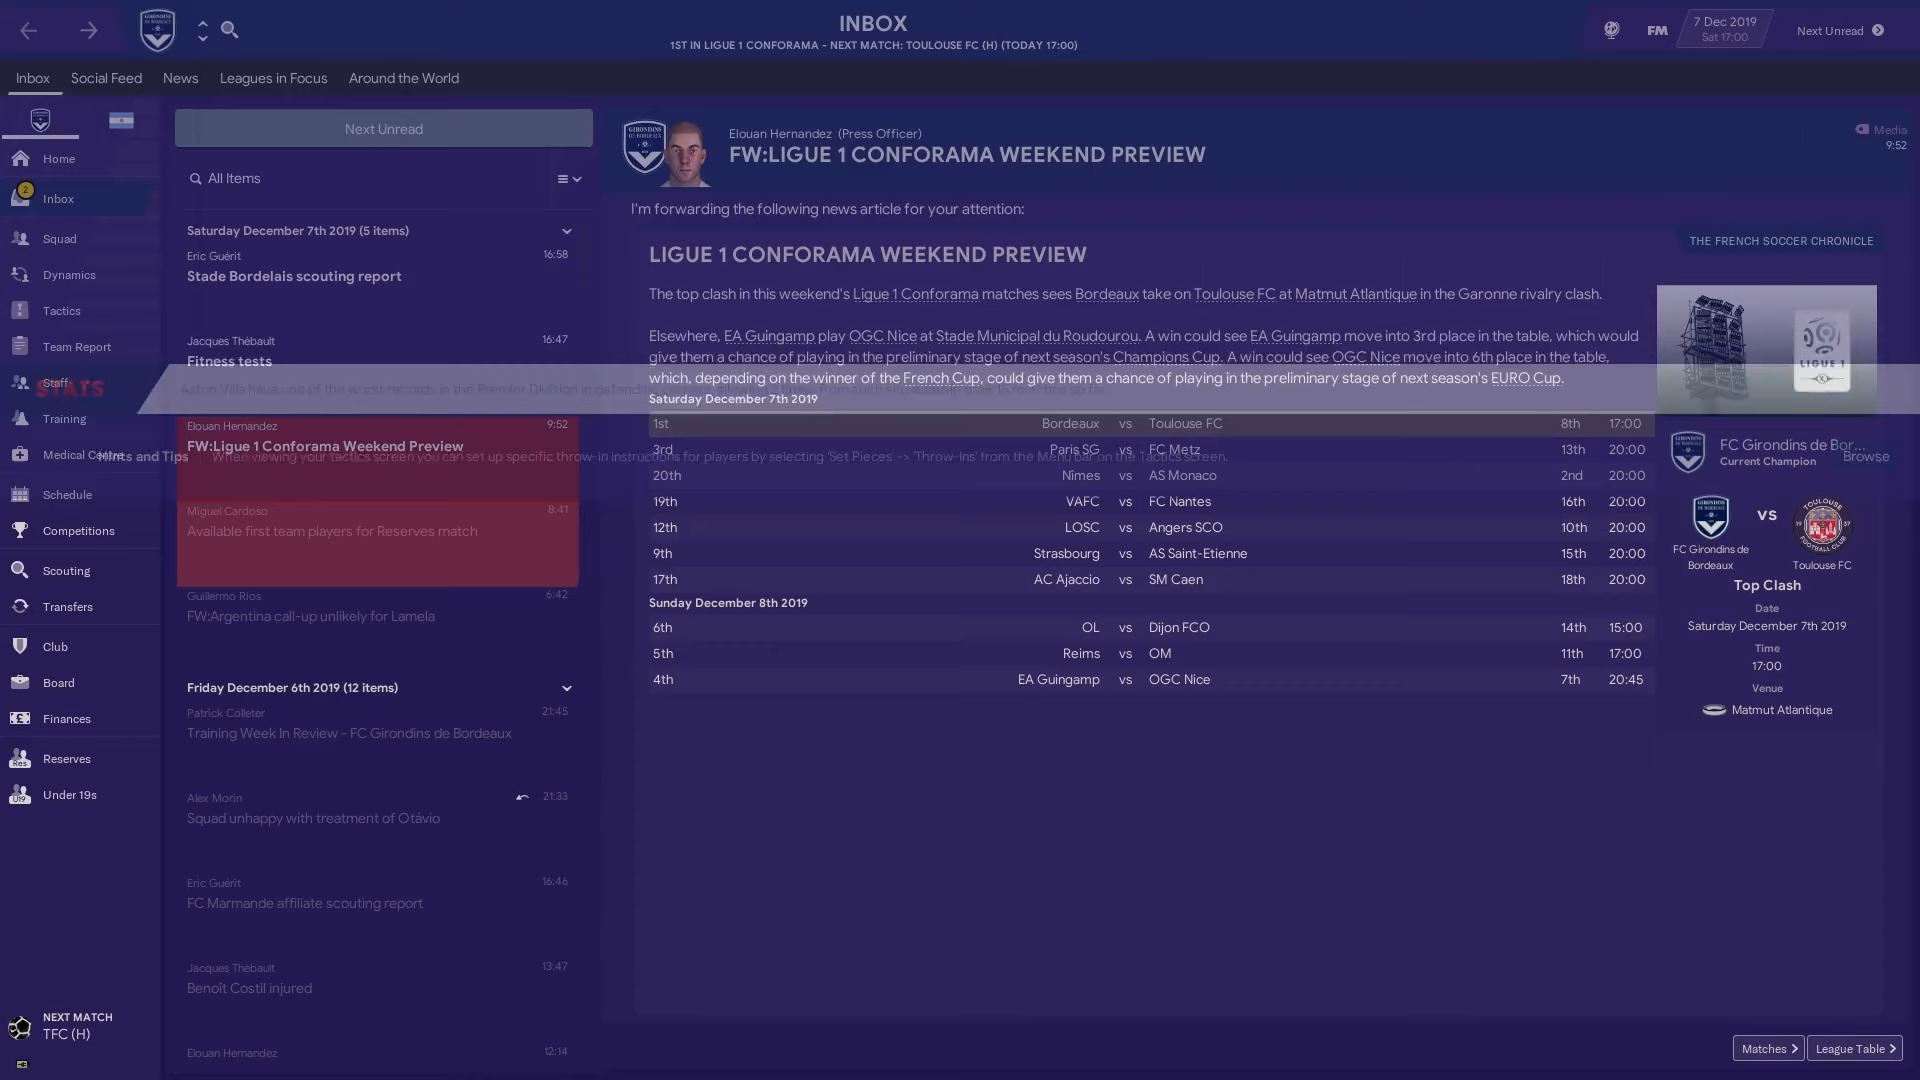 INBOX
1ST IN LIGUE 1 CONFORAMA - NEXT MATCH: TOULOUSE FC (H) (TODAY 17:00)
FM
7 Dec 2019
Sat 17:00
Next Unread
Inbox
Social Feed
News
Leagues in Focus
Around the World
Home
2
Inbox
Squad
Dynamics
Tactics
Team Report
Staff
STATS
Training
Medical Centre
Schedule
Competitions
Scouting
Transfers
Club
Board
Finances
Reserves
Under 19s
NEXT MATCH
TFC (H)
Next Unread
All Items
Saturday December 7th 2019 (5 items)
Eric Guérit 16:58
Stade Bordelais scouting report
Jacques Thébault 16:47
Fitness tests
Elouan Hernandez 9:52
FW:Ligue 1 Conforama Weekend Preview
Miguel Cardoso 8:41
Available first team players for Reserves match
Guillermo Rios 6:42
FW:Argentina call-up unlikely for Lamela
Friday December 6th 2019 (12 items)
Patrick Colleter 21:45
Training Week In Review - FC Girondins de Bordeaux
Alex Morin 21:33
Squad unhappy with treatment of Otávio
Eric Guérit 16:46
FC Marmande affiliate scouting report
Jacques Thébault 13:47
Benoît Costil injured
Elouan Hernandez 12:14
Elouan Hernandez (Press Officer)
FW:LIGUE 1 CONFORAMA WEEKEND PREVIEW
Media
9:52
I'm forwarding the following news article for your attention:
LIGUE 1 CONFORAMA WEEKEND PREVIEW
THE FRENCH SOCCER CHRONICLE
The top clash in this weekend's Ligue 1 Conforama matches sees Bordeaux take on Toulouse FC at Matmut Atlantique in the Garonne rivalry clash.
Elsewhere, EA Guingamp play OGC Nice at Stade Municipal du Roudourou. A win could see EA Guingamp move into 3rd place in the table, which would
give them a chance of playing in the preliminary stage of next season's Champions Cup. A win could see OGC Nice move into 6th place in the table,
which, depending on the winner of the French Cup, could give them a chance of playing in the preliminary stage of next season's EURO Cup.
Aston Villa have one of the worst records in the Premier Division in defending
Saturday December 7th 2019
1st Bordeaux vs Toulouse FC 8th 17:00
3rd Paris SG vs FC Metz 13th 20:00
Hints and Tips When viewing your tactics screen you can set up specific throw-in instructions for players by selecting 'Set Pieces' -> 'Throw-Ins' from the Menu bar on the Tactics screen.
Browse
20th Nîmes vs AS Monaco 2nd 20:00
19th VAFC vs FC Nantes 16th 20:00
12th LOSC vs Angers SCO 10th 20:00
9th Strasbourg vs AS Saint-Etienne 15th 20:00
17th AC Ajaccio vs SM Caen 18th 20:00
Sunday December 8th 2019
6th OL vs Dijon FCO 14th 15:00
5th Reims vs OM 11th 17:00
4th EA Guingamp vs OGC Nice 7th 20:45
LIGUE 1
FC Girondins de Bor...
Current Champion
VS
FC Girondins de
Bordeaux
Toulouse FC
Top Clash
Date
Saturday December 7th 2019
Time
17:00
Venue
Matmut Atlantique
Matches
League Table